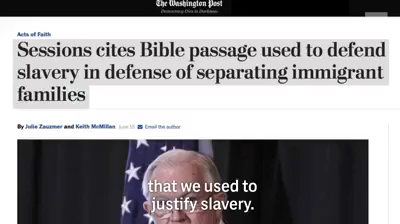 The Washington Post
Democracy Dies in Darkness
Acts of Faith
Sessions cites Bible passage used to defend
slavery in defense of separating immigrant
families
By Julie Zauzmer and Keith McMillan June 15 Email the author
that we used to
justify slavery.